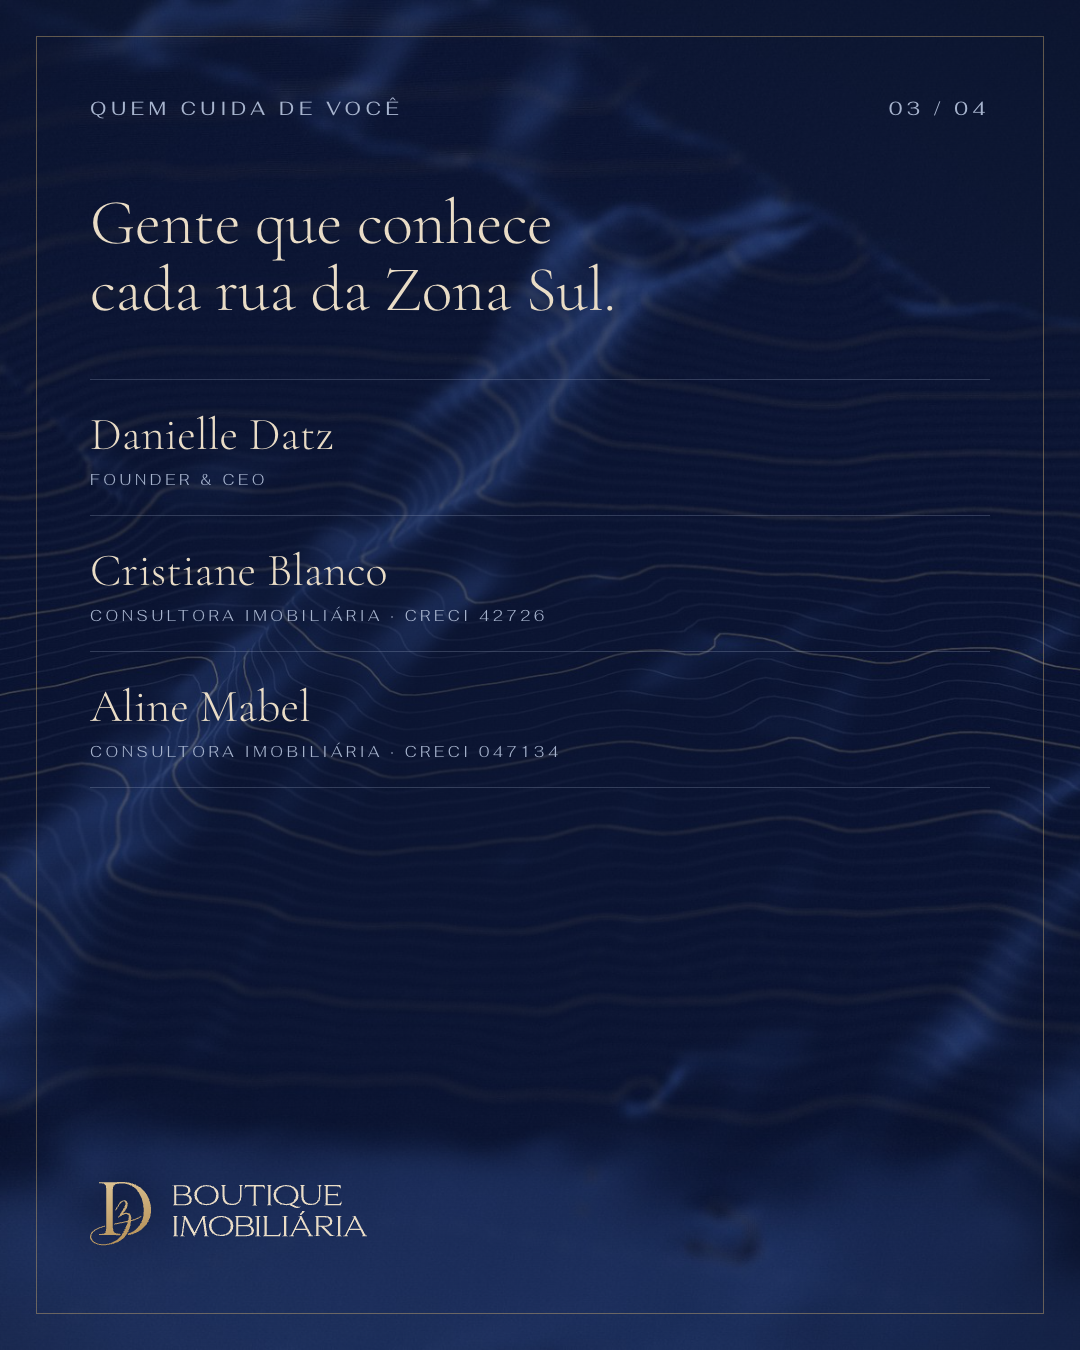 QUEM CUIDA DE VOCÊ
03 / 04
Gente que conhece
cada rua da Zona Sul.
Danielle Datz
FOUNDER & CEO
Cristiane Blanco
CONSULTORA IMOBILIÁRIA · CRECI 42726
Aline Mabel
CONSULTORA IMOBILIÁRIA · CRECI 047134
BOUTIQUE
IMOBILIÁRIA